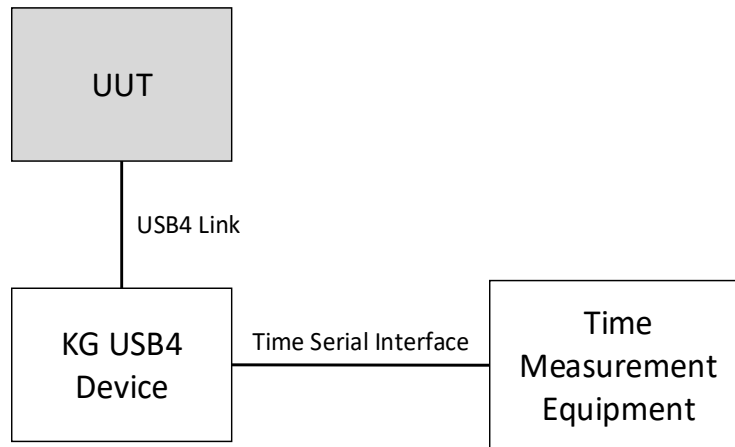 UUT
USB4 Link
KG USB4
Device
Time Serial Interface
Time
Measurement
Equipment